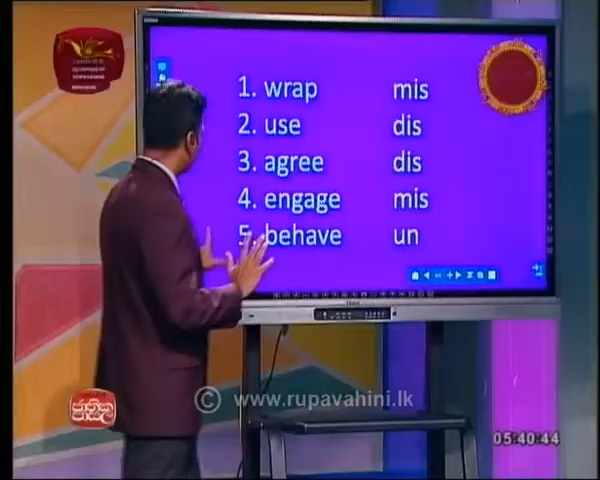 1. wrap mis
2. use dis
3. agree dis
4. engage mis
5. behave un
© www.rupavahini.lk
05:40:44